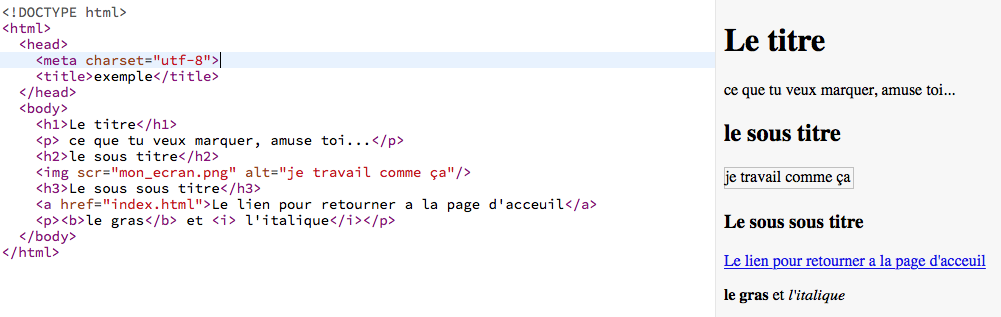 <!DOCTYPE html>
<html>
  <head>
    <meta charset="utf-8">
    <title>exemple</title>
  </head>
  <body>
    <h1>Le titre</h1>
    <p> ce que tu veux marquer, amuse toi...</p>
    <h2>le sous titre</h2>
    <img scr="mon_ecran.png" alt="je travail comme ça"/>
    <h3>Le sous sous titre</h3>
    <a href="index.html">Le lien pour retourner a la page d'acceuil</a>
    <p><b>le gras</b> et <i> l'italique</i></p>
  </body>
</html>
Le titre
ce que tu veux marquer, amuse toi...
le sous titre
je travail comme ça
Le sous sous titre
Le lien pour retourner a la page d'acceuil
le gras et l'italique